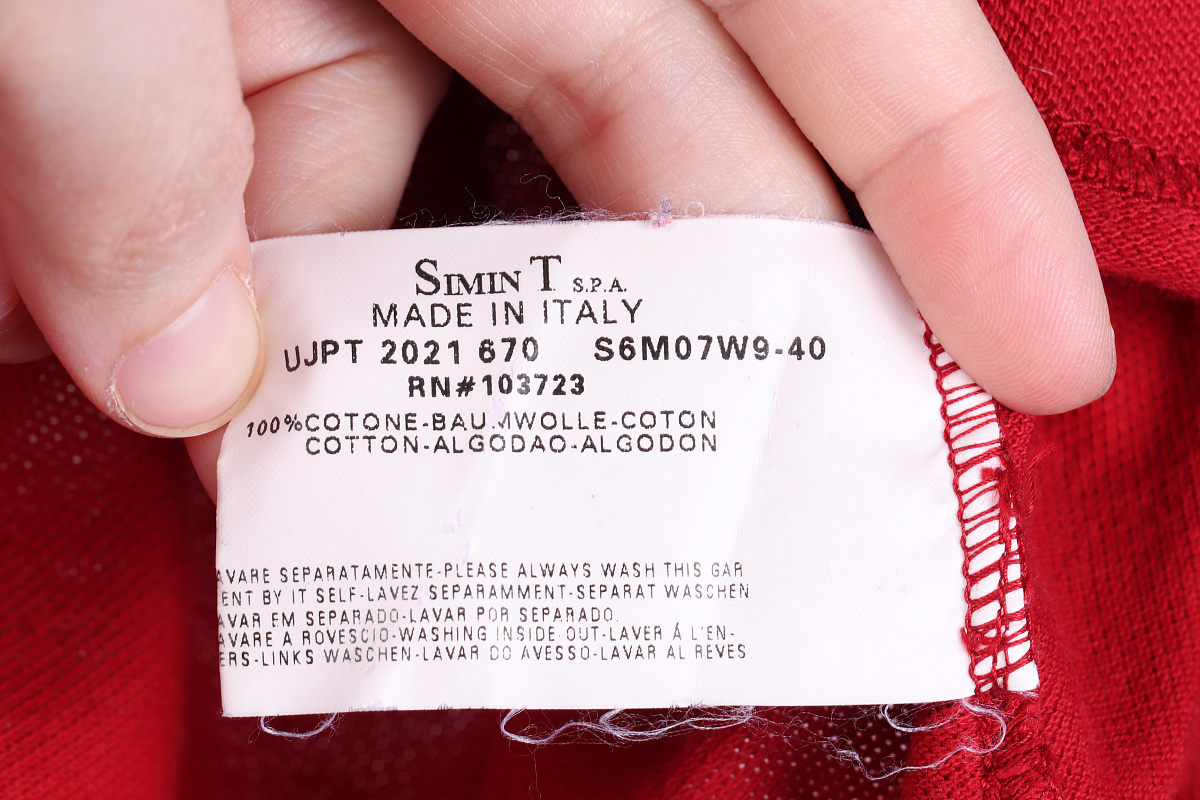 SIMIN T S.P.A.
MADE IN ITALY
UJPT 2021 670 S6M07W9-40
RN#103723
100%COTONE-BAUMWOLLE-COTON
COTTON-ALGODAO-ALGODON
AVARE SEPARATAMENTE-PLEASE ALWAYS WASH THIS GAR
ENT BY IT SELF-LAVEZ SEPARAMMENT-SEPARAT WASCHEN
AVAR EM SEPARADO-LAVAR POR SEPARADO.
AVARE A ROVESCIO-WASHING INSIDE OUT-LAVER Á L'EN-
ERS-LINKS WASCHEN-LAVAR DO AVESSO-LAVAR AL REVES.